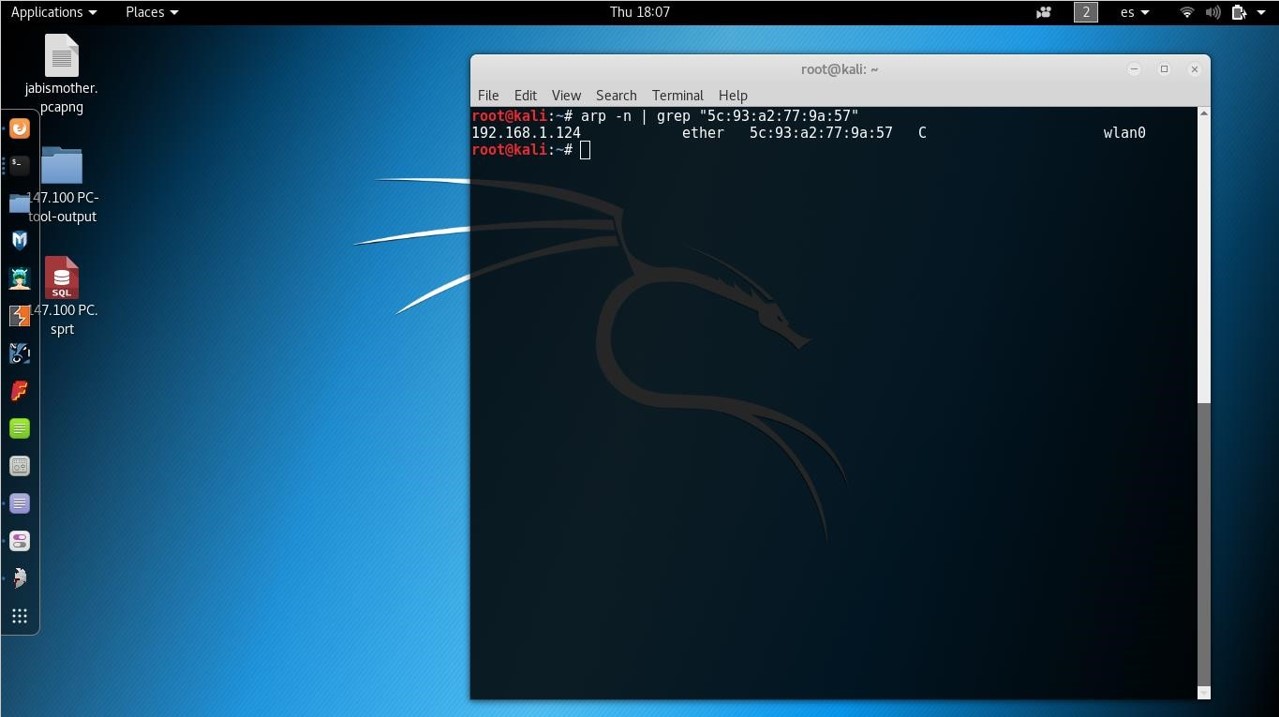 Applications Places Thu 18:07 2 es
jabismother.
pcapng
147.100 PC-
tool-output
SQL
147.100 PC.
sprt
root@kali: ~
File Edit View Search Terminal Help
root@kali:~# arp -n | grep "5c:93:a2:77:9a:57"
192.168.1.124 ether 5c:93:a2:77:9a:57 C wlan0
root@kali:~#